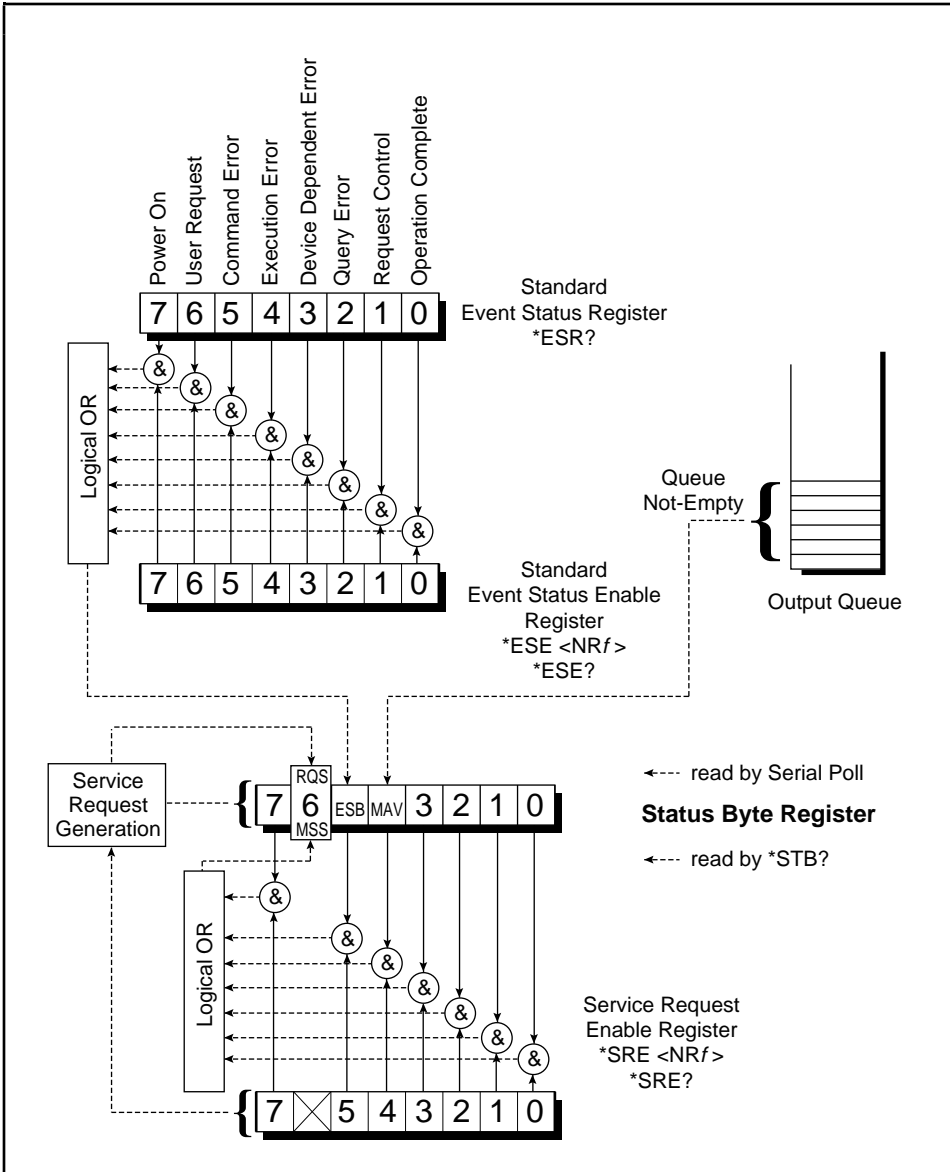 Power On
User Request
Command Error
Execution Error
Device Dependent Error
Query Error
Request Control
Operation Complete
7 6 5 4 3 2 1 0
Standard
Event Status Register
*ESR?
Logical OR
&
&
&
&
&
&
&
&
7 6 5 4 3 2 1 0
Standard
Event Status Enable
Register
*ESE <NRf>
*ESE?
Queue
Not-Empty
{
Output Queue
Service
Request
Generation
{
RQS
7 6 ESB MAV 3 2 1 0
MSS
read by Serial Poll
Status Byte Register
read by *STB?
Logical OR
&
&
&
&
&
&
&
Service Request
Enable Register
*SRE <NRf>
*SRE?
{
7 5 4 3 2 1 0